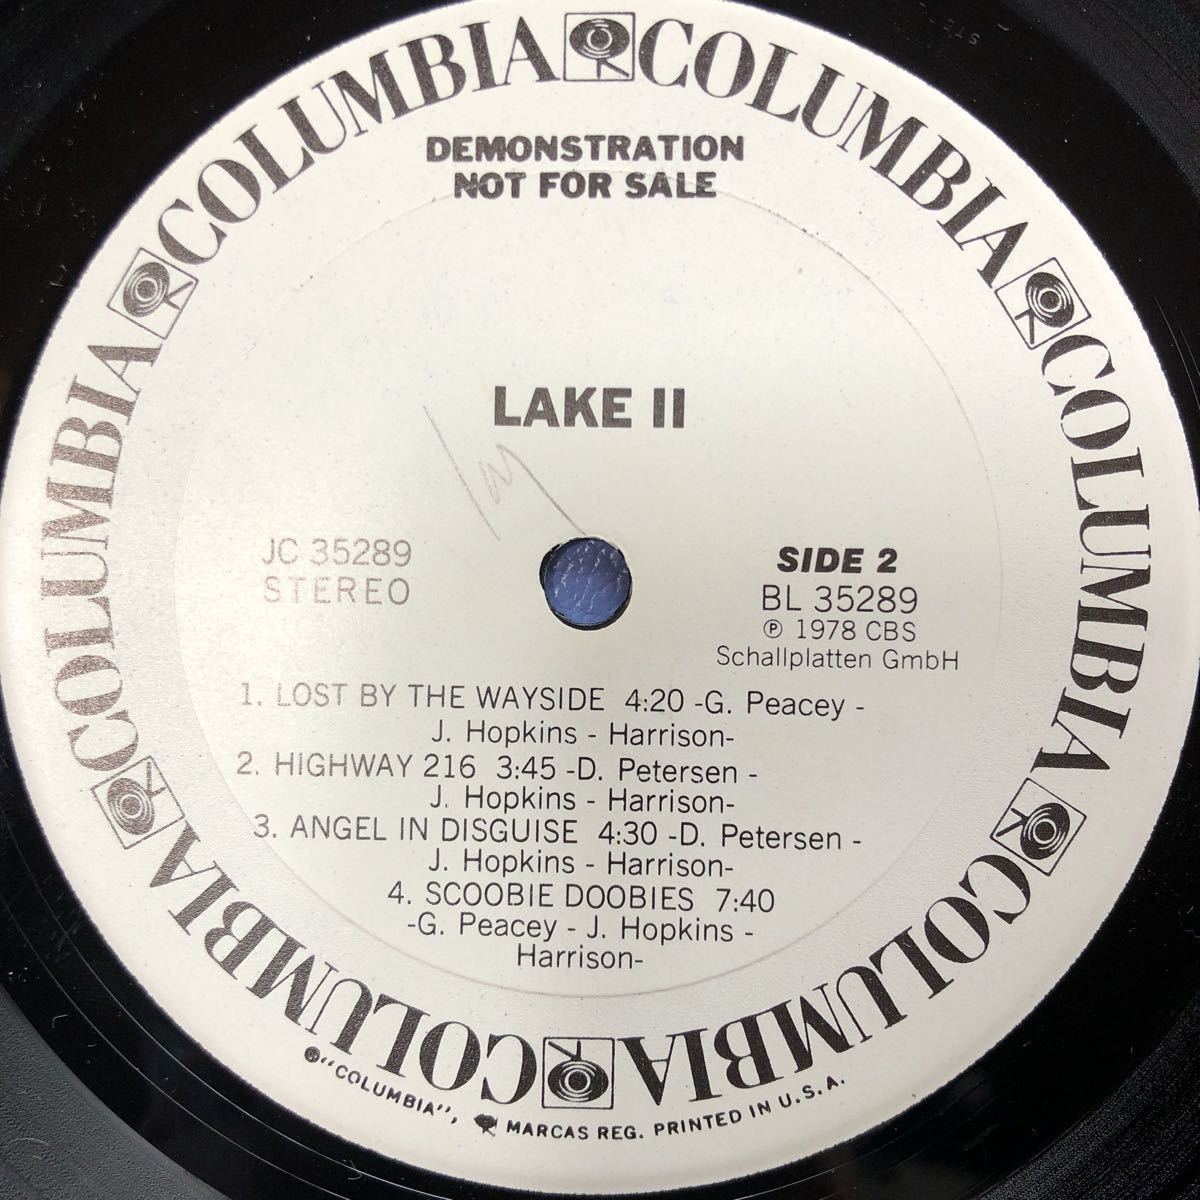 COLUMBIA COLUMBIA COLUMBIA COLUMBIA COLUMBIA COLUMBIA
DEMONSTRATION
NOT FOR SALE
LAKE II
JC 35289
STEREO
SIDE 2
BL 35289
℗ 1978 CBS
Schallplatten GmbH
1. LOST BY THE WAYSIDE 4:20 -G. Peacey -
J. Hopkins - Harrison-
2. HIGHWAY 216 3:45 -D. Petersen -
J. Hopkins - Harrison-
3. ANGEL IN DISGUISE 4:30 -D. Petersen -
J. Hopkins - Harrison-
4. SCOOBIE DOOBIES 7:40
-G. Peacey - J. Hopkins -
Harrison-
"COLUMBIA", MARCAS REG. PRINTED IN U.S.A.